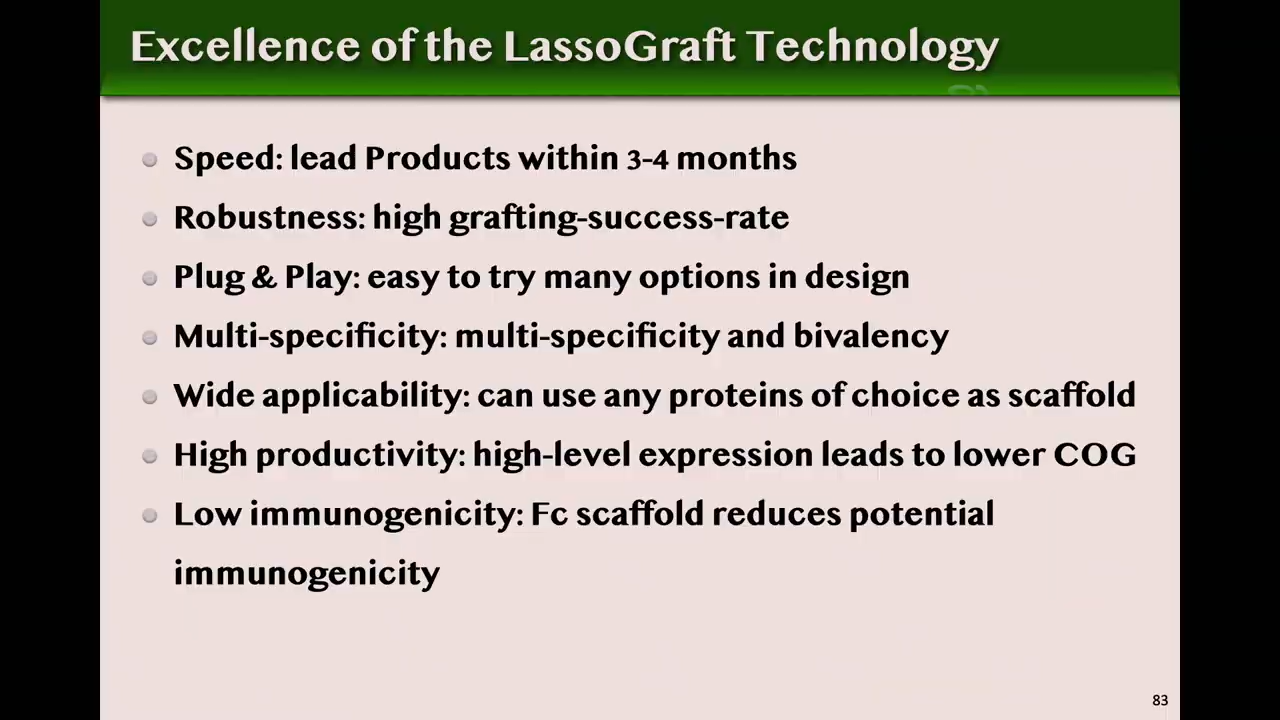 Excellence of the LassoGraft Technology
Speed: lead Products within 3-4 months
Robustness: high grafting-success-rate
Plug & Play: easy to try many options in design
Multi-specificity: multi-specificity and bivalency
Wide applicability: can use any proteins of choice as scaffold
High productivity: high-level expression leads to lower COG
Low immunogenicity: Fc scaffold reduces potential
immunogenicity
83